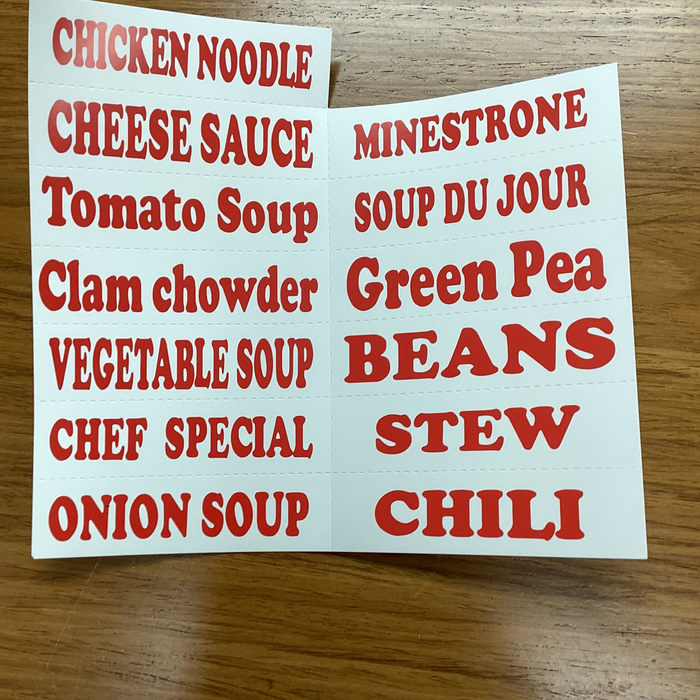 CHICKEN NOODLE
CHEESE SAUCE
Tomato Soup
Clam chowder
VEGETABLE SOUP
CHEF SPECIAL
ONION SOUP
MINESTRONE
SOUP DU JOUR
Green Pea
BEANS
STEW
CHILI